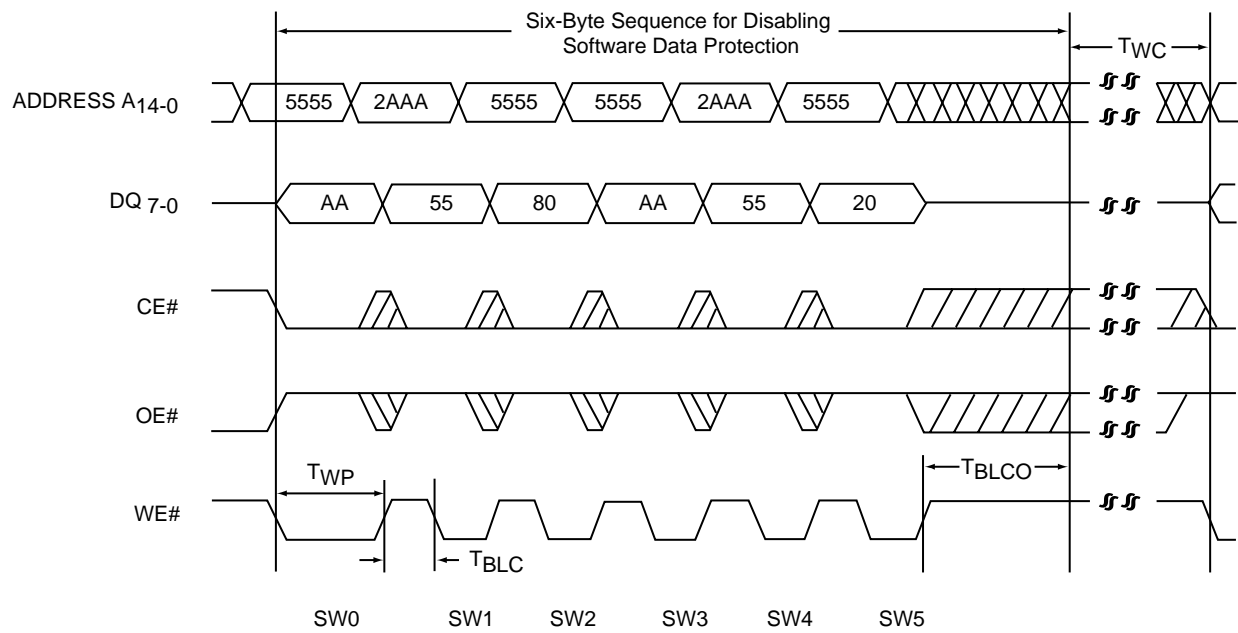 Six-Byte Sequence for Disabling
Software Data Protection
TWC
ADDRESS A14-0
5555 2AAA 5555 5555 2AAA 5555
DQ 7-0
AA 55 80 AA 55 20
CE#
OE#
TWP
TBLCO
WE#
TBLC
SW0 SW1 SW2 SW3 SW4 SW5